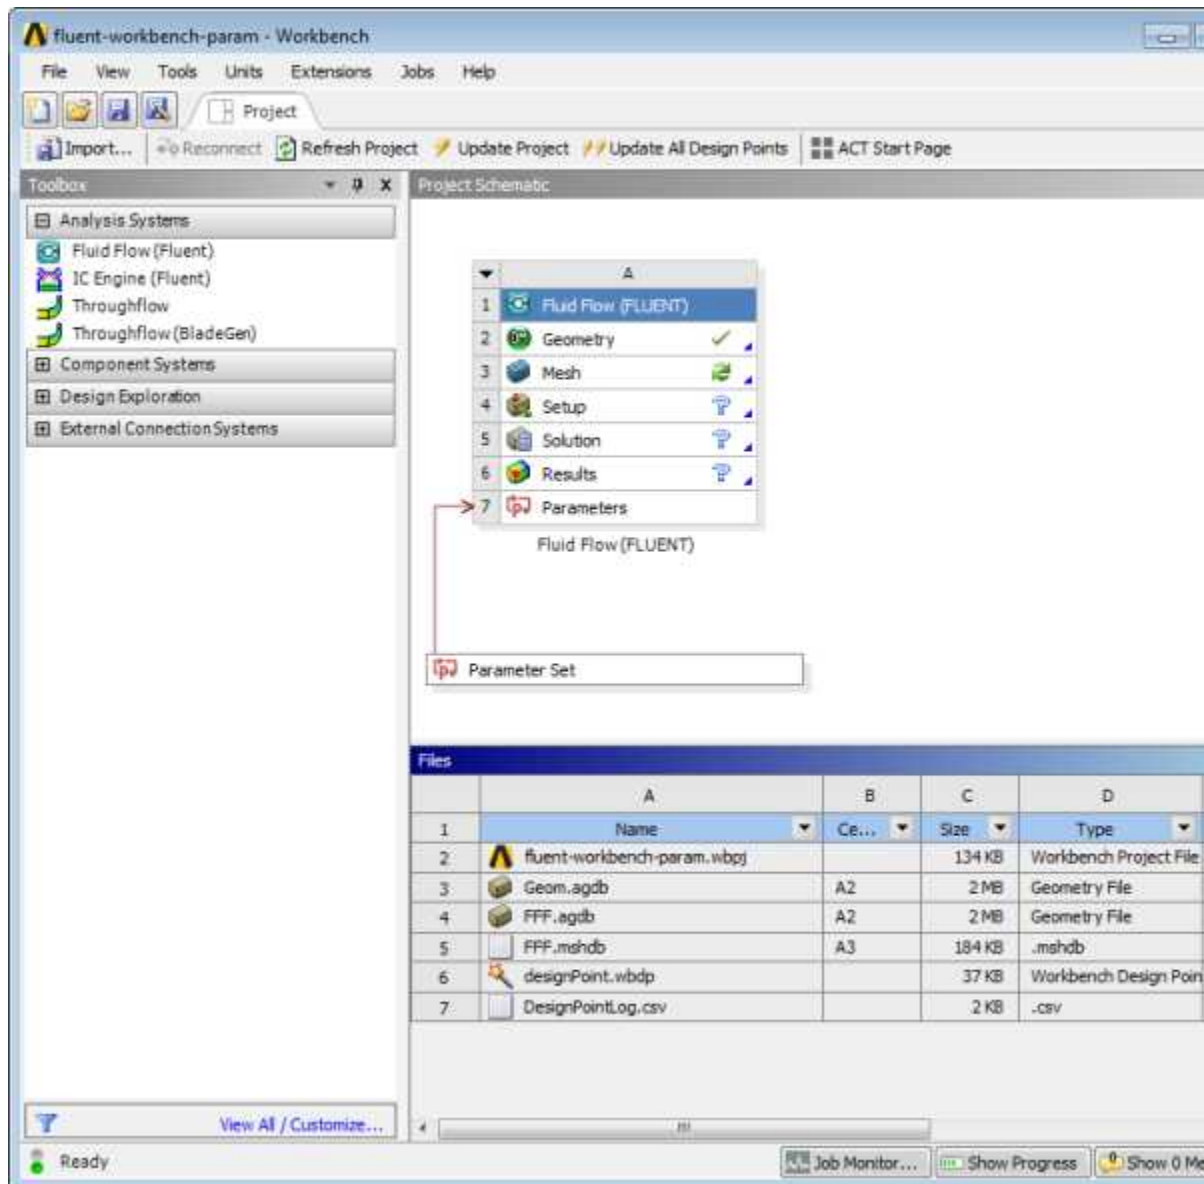 fluent-workbench-param - Workbench
File View Tools Units Extensions Jobs Help
Project
Import... Reconnect Refresh Project Update Project Update All Design Points ACT Start Page
Toolbox
Project Schematic
Analysis Systems
Fluid Flow (Fluent)
IC Engine (Fluent)
Throughflow
Throughflow (BladeGen)
Component Systems
Design Exploration
External Connection Systems
A
1 Fluid Flow (FLUENT)
2 Geometry
3 Mesh
4 Setup
5 Solution
6 Results
7 Parameters
Fluid Flow (FLUENT)
Parameter Set
Files
A B C D
1 Name Ce... Size Type
2 fluent-workbench-param.wbpj 134 KB Workbench Project File
3 Geom.agdb A2 2 MB Geometry File
4 FFF.agdb A2 2 MB Geometry File
5 FFF.mshdb A3 184 KB .mshdb
6 designPoint.wbdp 37 KB Workbench Design Poin
7 DesignPointLog.csv 2 KB .csv
View All / Customize...
Ready
Job Monitor... Show Progress Show 0 Me